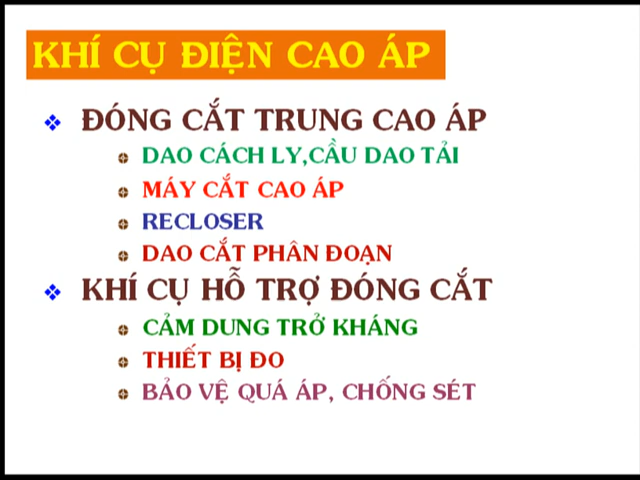 KHÍ CỤ ĐIỆN CAO ÁP
ĐÓNG CẮT TRUNG CAO ÁP
DAO CÁCH LY,CẦU DAO TẢI
MÁY CẮT CAO ÁP
RECLOSER
DAO CẮT PHÂN ĐOẠN
KHÍ CỤ HỖ TRỢ ĐÓNG CẮT
CẢM DUNG TRỞ KHÁNG
THIẾT BỊ ĐO
BẢO VỆ QUÁ ÁP, CHỐNG SÉT